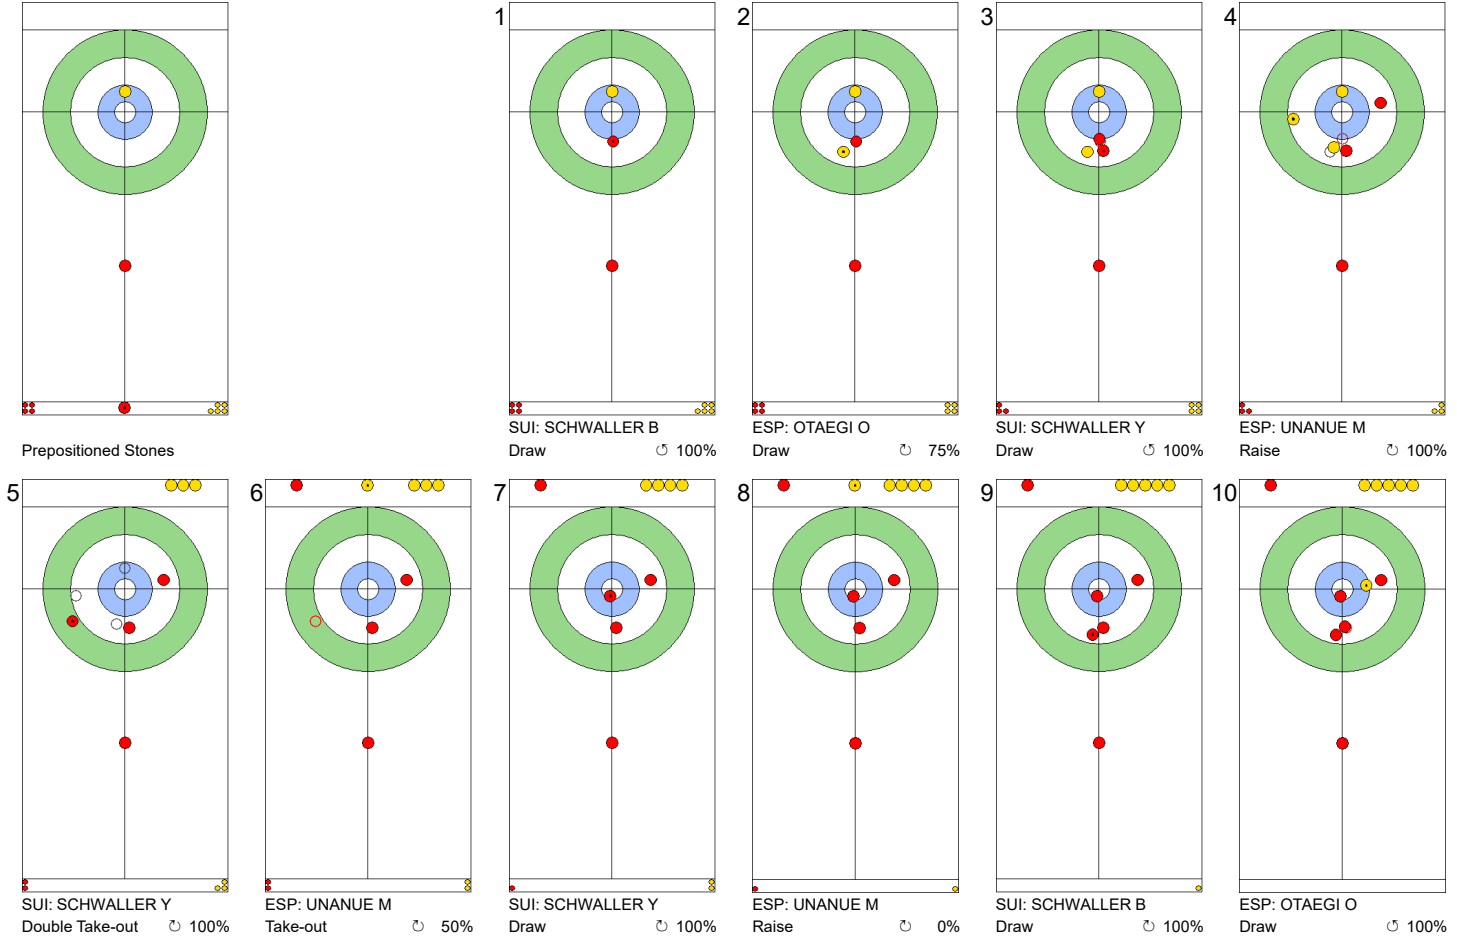 1
2
3
4
Prepositioned Stones
SUI: SCHWALLER B
Draw ↺ 100%
ESP: OTAEGI O
Draw ↻ 75%
SUI: SCHWALLER Y
Draw ↺ 100%
ESP: UNANUE M
Raise ↻ 100%
5
6
7
8
9
10
SUI: SCHWALLER Y
Double Take-out ↻ 100%
ESP: UNANUE M
Take-out ↻ 50%
SUI: SCHWALLER Y
Draw ↻ 100%
ESP: UNANUE M
Raise ↻ 0%
SUI: SCHWALLER B
Draw ↻ 100%
ESP: OTAEGI O
Draw ↺ 100%